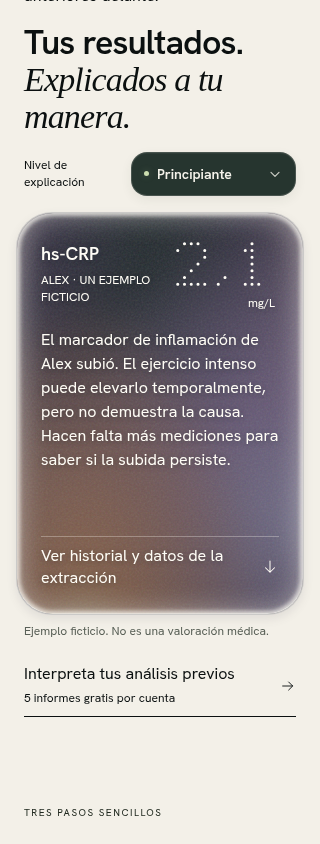 Tus resultados.
Explicados a tu
manera.
Nivel de
explicación
Principiante
hs-CRP
2.1
ALEX · UN EJEMPLO
FICTICIO
mg/L
El marcador de inflamación de
Alex subió. El ejercicio intenso
puede elevarlo temporalmente,
pero no demuestra la causa.
Hacen falta más mediciones para
saber si la subida persiste.
Ver historial y datos de la
extracción
Ejemplo ficticio. No es una valoración médica.
Interpreta tus análisis previos
5 informes gratis por cuenta
TRES PASOS SENCILLOS